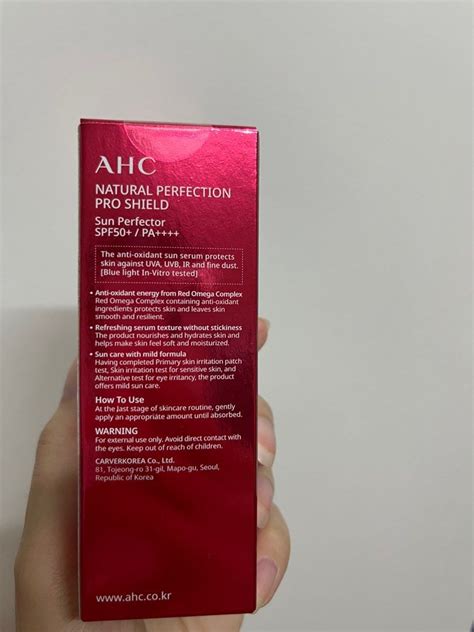 AHC
NATURAL PERFECTION
PRO SHIELD
Sun Perfector
SPF50+ / PA++++
The anti-oxidant sun serum protects
skin against UVA, UVB, IR and fine dust.
[Blue light In-Vitro tested]
• Anti-oxidant energy from Red Omega Complex
Red Omega Complex containing anti-oxidant
ingredients protects skin and leaves skin
smooth and resilient.
• Refreshing serum texture without stickiness
The product nourishes and hydrates skin and
helps make skin feel soft and moisturized.
• Sun care with mild formula
Having completed Primary skin irritation patch
test, Skin irritation test for sensitive skin, and
Alternative test for eye irritancy, the product
offers mild sun care.
How To Use
At the last stage of skincare routine, gently
apply an appropriate amount until absorbed.
WARNING
For external use only. Avoid direct contact with
the eyes. Keep out of reach of children.
CARVERKOREA Co., Ltd.
81, Tojeong-ro 31-gil, Mapo-gu, Seoul,
Republic of Korea
www.ahc.co.kr